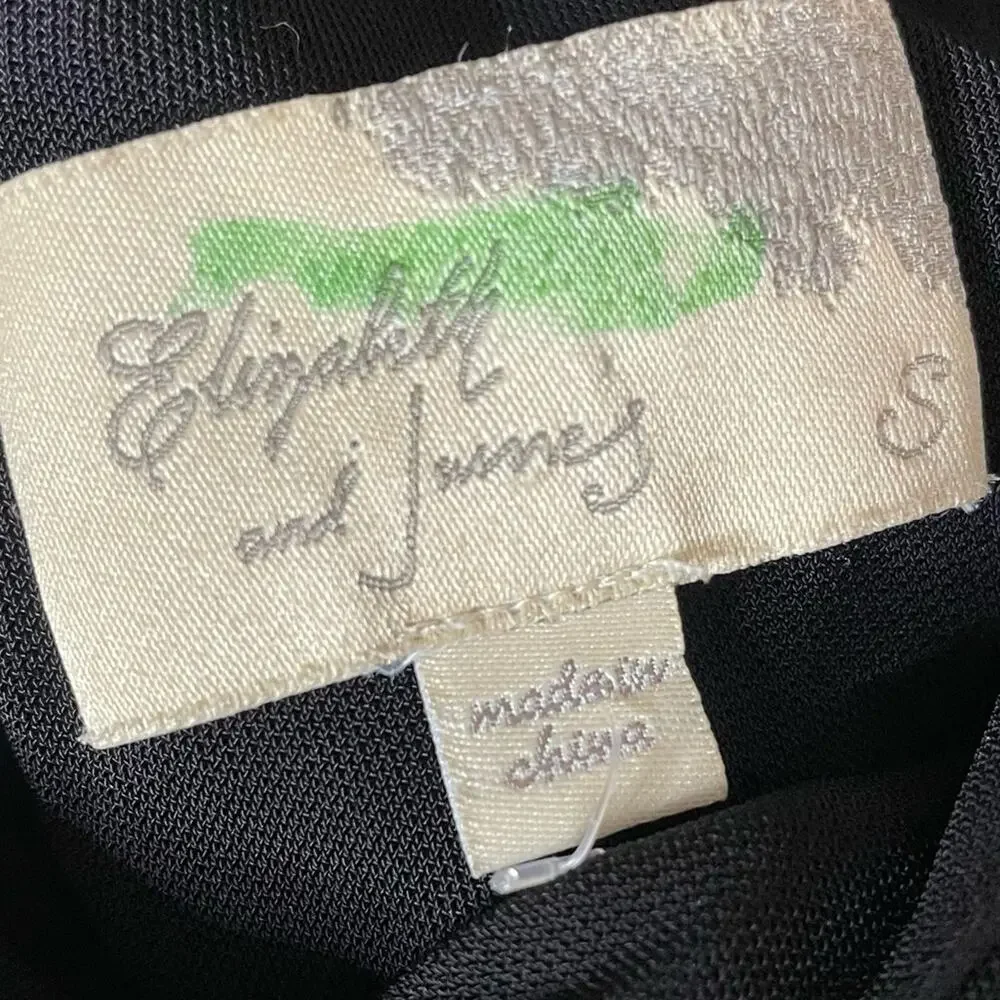 Elizabeth
and James
S
made in
china